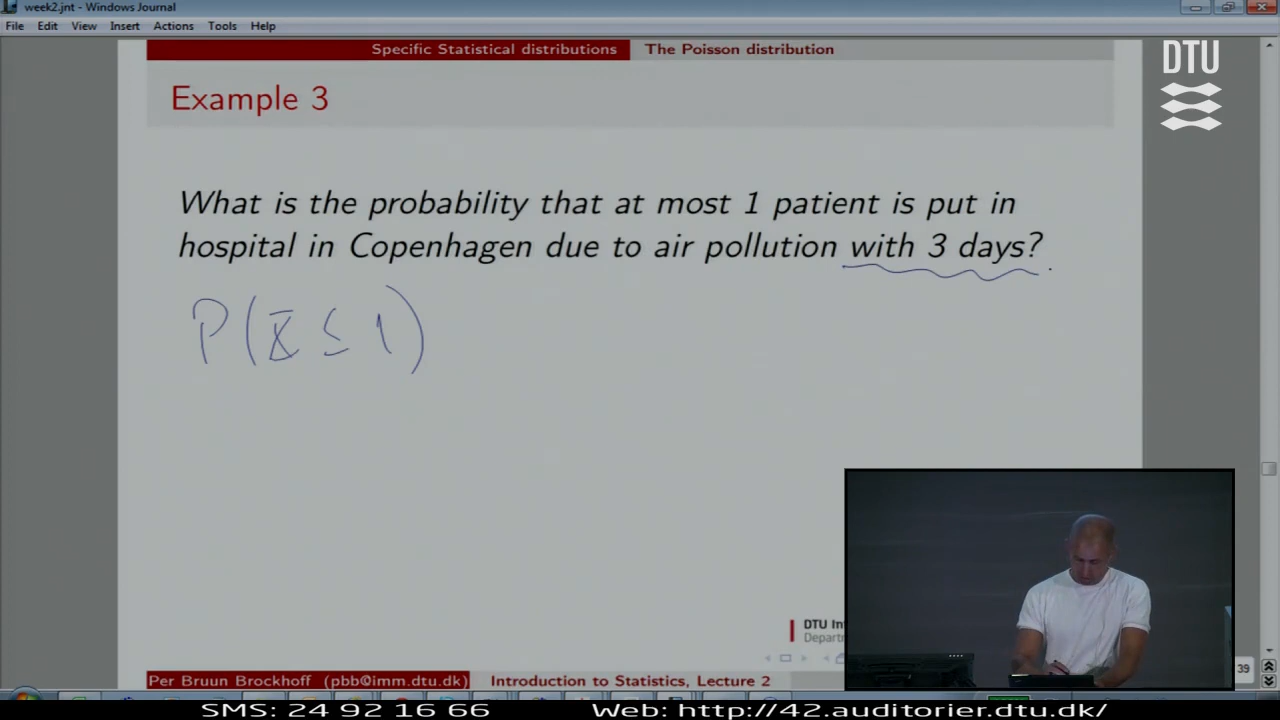 week2.jnt - Windows Journal
File Edit View Insert Actions Tools Help
Specific Statistical distributions The Poisson distribution
DTU
Example 3
What is the probability that at most 1 patient is put in
hospital in Copenhagen due to air pollution with 3 days?
P(X ≤ 1)
DTU In
Departm
39
Per Bruun Brockhoff (pbb@imm.dtu.dk) Introduction to Statistics, Lecture 2
SMS: 24 92 16 66 Web: http://42.auditorier.dtu.dk/